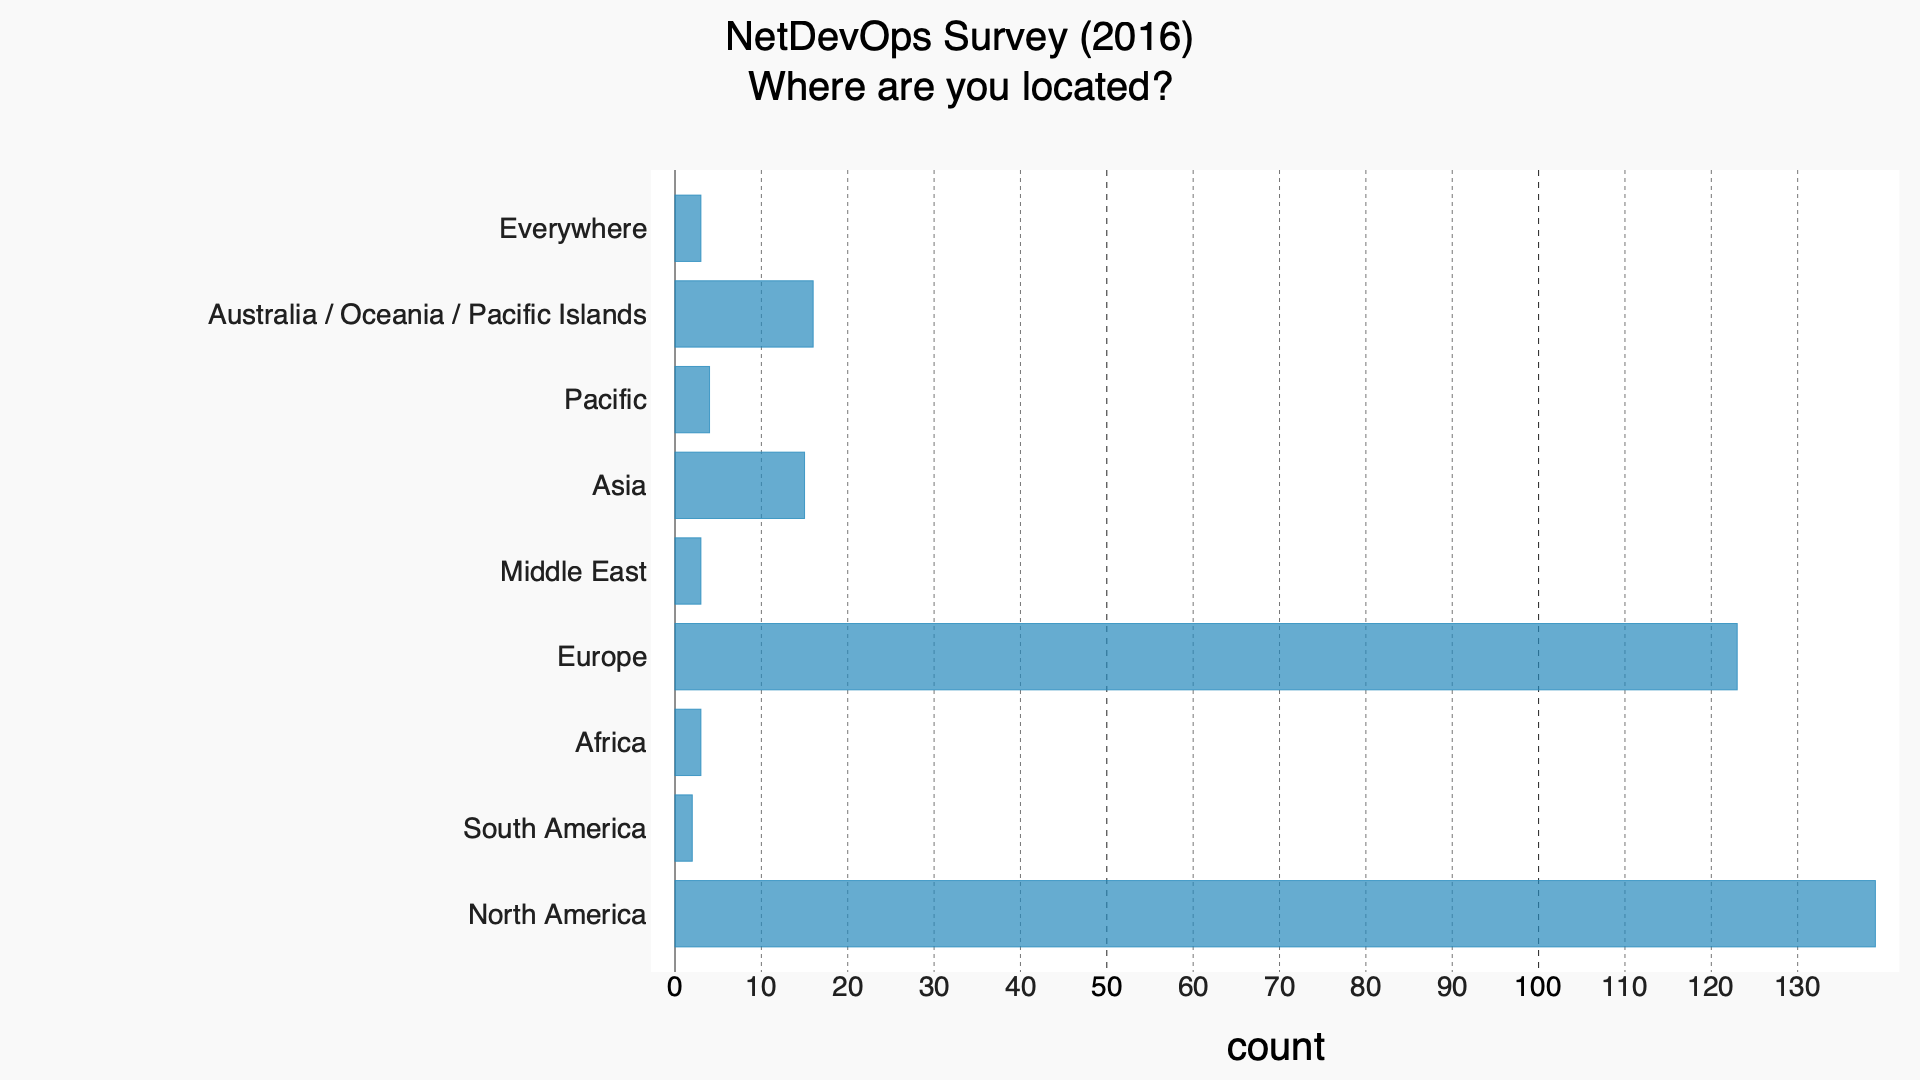 NetDevOps Survey (2016)
Where are you located?
Everywhere
Australia / Oceania / Pacific Islands
Pacific
Asia
Middle East
Europe
Africa
South America
North America
0 10 20 30 40 50 60 70 80 90 100 110 120 130
count